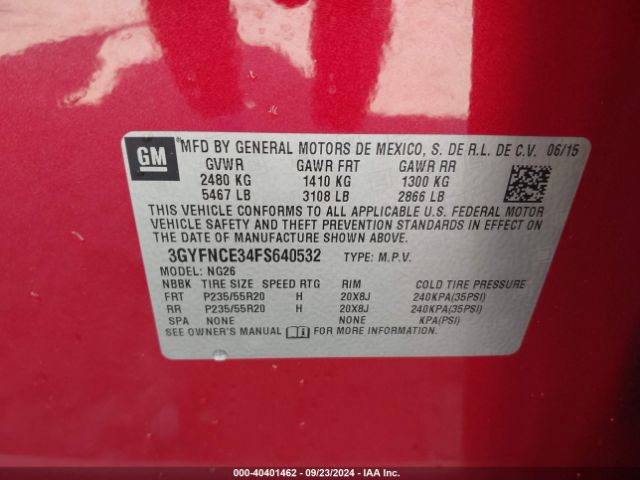 GM
*MFD BY GENERAL MOTORS DE MEXICO, S. DE R.L. DE C.V. 06/15
GVWR GAWR FRT GAWR RR
2480 KG 1410 KG 1300 KG
5467 LB 3108 LB 2866 LB
THIS VEHICLE CONFORMS TO ALL APPLICABLE U.S. FEDERAL MOTOR
VEHICLE SAFETY AND THEFT PREVENTION STANDARDS IN EFFECT ON
THE DATE OF MANUFACTURE SHOWN ABOVE.
3GYFNCE34FS640532 TYPE: M.P.V.
MODEL: NG26
NBBK TIRE SIZE SPEED RTG RIM COLD TIRE PRESSURE
FRT P235/55R20 H 20X8J 240KPA(35PSI)
RR P235/55R20 H 20X8J 240KPA(35PSI)
SPA NONE NONE KPA(PSI)
SEE OWNER'S MANUAL FOR MORE INFORMATION.
000-40401462 - 09/23/2024 - IAA Inc.